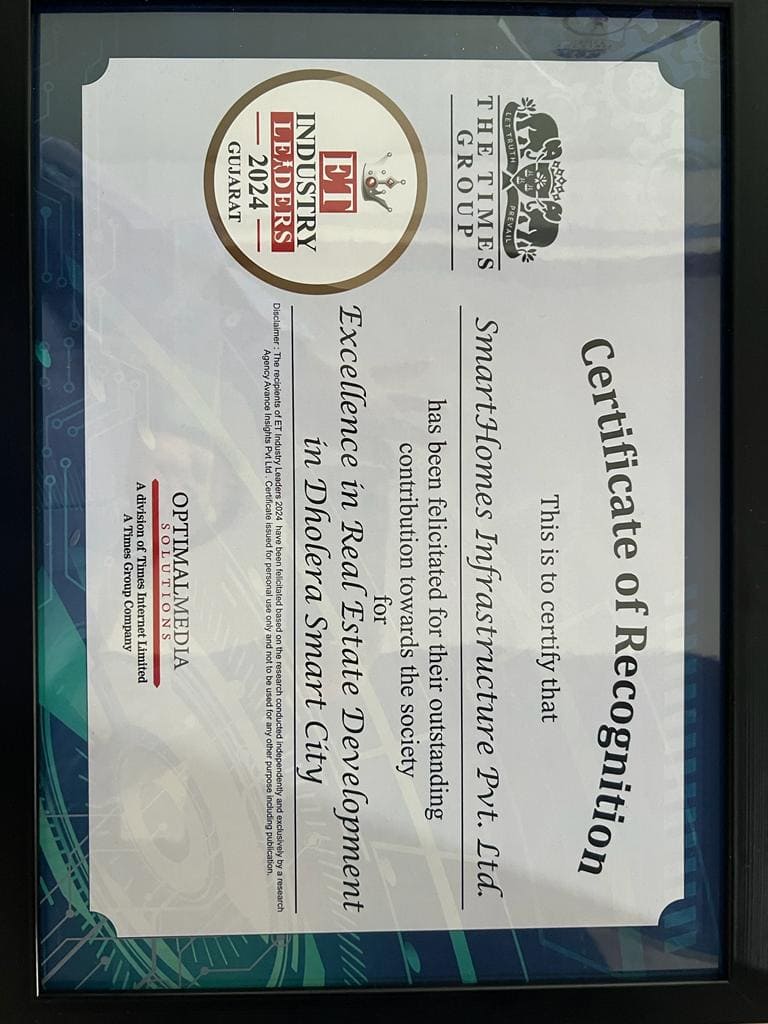 Certificate of Recognition
LET TRUTH PREVAIL
THE TIMES
GROUP
This is to certify that
SmartHomes Infrastructure Pvt. Ltd.
has been felicitated for their outstanding
contribution towards the society
for
Excellence in Real Estate Development
in Dholera Smart City
ET
INDUSTRY
LEADERS
2024
GUJARAT
Disclaimer : The recipients of ET Industry Leaders 2024 have been felicitated based on the research conducted independently and exclusively by a research
Agency Avance Insights Pvt Ltd . Certificate issued for personal use only and not to be used for any other purpose including publication.
OPTIMALMEDIA
SOLUTIONS
A division of Times Internet Limited
A Times Group Company